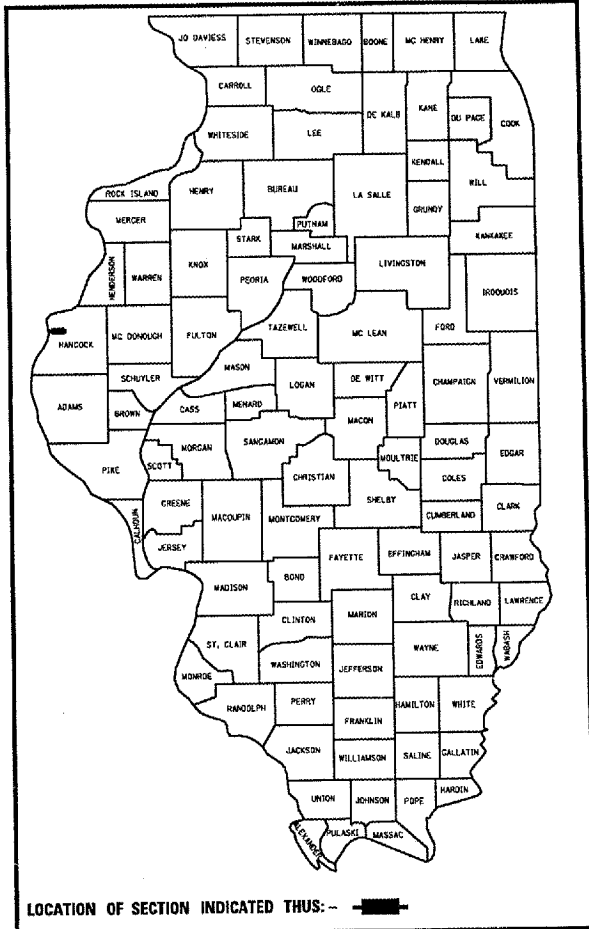 JO DAVIESS STEVENSON WINNEBAGO BOONE MC HENRY LAKE
CARROLL OGLE DE KALB KANE DU PAGE COOK
WHITESIDE LEE KENDALL WILL
ROCK ISLAND HENRY BUREAU LA SALLE GRUNDY
MERCER STARK PUTNAM MARSHALL KANKAKEE
HENDERSON WARREN KNOX PEORIA WOODFORD LIVINGSTON IROQUOIS
HANCOCK MC DONOUGH FULTON TAZEWELL MC LEAN FORD
SCHUYLER MASON LOGAN DE WITT CHAMPAIGN VERMILION
ADAMS BROWN CASS MENARD MACON PIATT
PIKE SCOTT MORGAN SANGAMON CHRISTIAN MOULTRIE DOUGLAS EDGAR
COLES
CALHOUN GREENE MACOUPIN MONTGOMERY SHELBY CUMBERLAND CLARK
JERSEY FAYETTE EFFINGHAM JASPER CRAWFORD
MADISON BOND CLAY RICHLAND LAWRENCE
CLINTON MARION
ST. CLAIR WASHINGTON JEFFERSON WAYNE EDWARDS WABASH
MONROE
RANDOLPH PERRY FRANKLIN HAMILTON WHITE
JACKSON WILLIAMSON SALINE GALLATIN
UNION JOHNSON POPE HARDIN
ALEXANDER PULASKI MASSAC
LOCATION OF SECTION INDICATED THUS:-